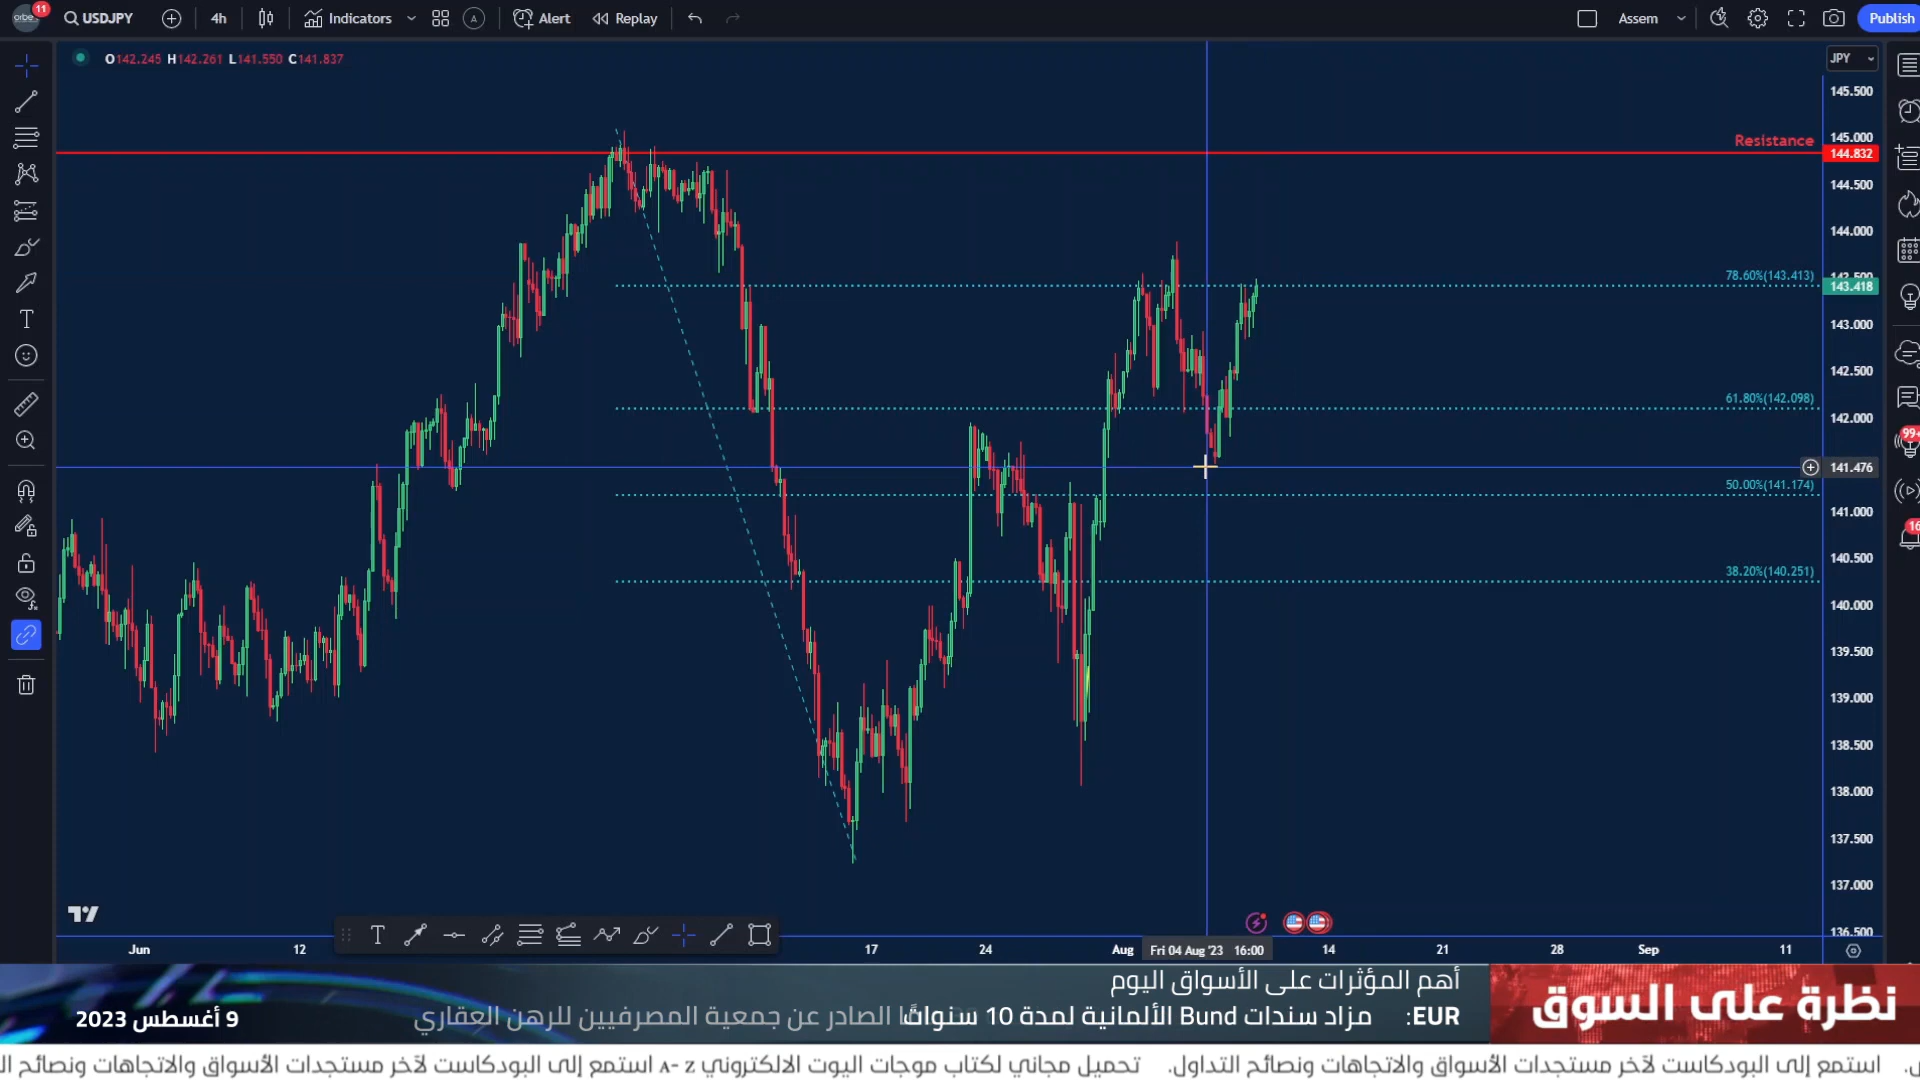 orbe
11
USDJPY
4h
Indicators
A
Alert
Replay
Assem
Publish
O142.245 H142.261 L141.550 C141.837
JPY
145.500
Resistance
145.000
144.832
144.500
144.000
78.60%(143.413)
143.418
143.000
142.500
61.80%(142.098)
142.000
141.476
50.00%(141.174)
141.000
140.500
38.20%(140.251)
140.000
139.500
139.000
138.500
138.000
137.500
137.000
136.500
99+
16
Jun
12
17
24
Aug
Fri 04 Aug '23 16:00
14
21
28
Sep
11
أهم المؤثرات على الأسواق اليوم
EUR: مزاد سندات Bund الألمانية لمدة 10 سنوات
الصادر عن جمعية المصرفيين للرهن العقاري
نظرة على السوق
9 أغسطس 2023
استمع إلى البودكاست لآخر مستجدات الأسواق والاتجاهات ونصائح التداول. تحميل مجاني لكتاب موجات اليوت الالكتروني A-Z استمع إلى البودكاست لآخر مستجدات الأسواق والاتجاهات ونصائح